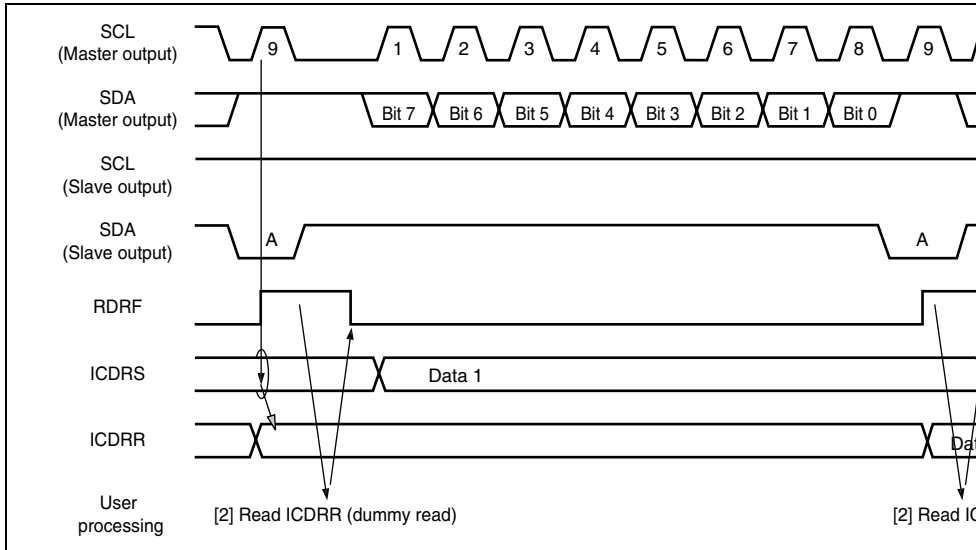 SCL
(Master output)
9 1 2 3 4 5 6 7 8 9
SDA
(Master output)
Bit 7 Bit 6 Bit 5 Bit 4 Bit 3 Bit 2 Bit 1 Bit 0
SCL
(Slave output)
SDA
(Slave output)
A A
RDRF
ICDRS
Data 1
ICDRR
User
processing
[2] Read ICDRR (dummy read) [2] Read